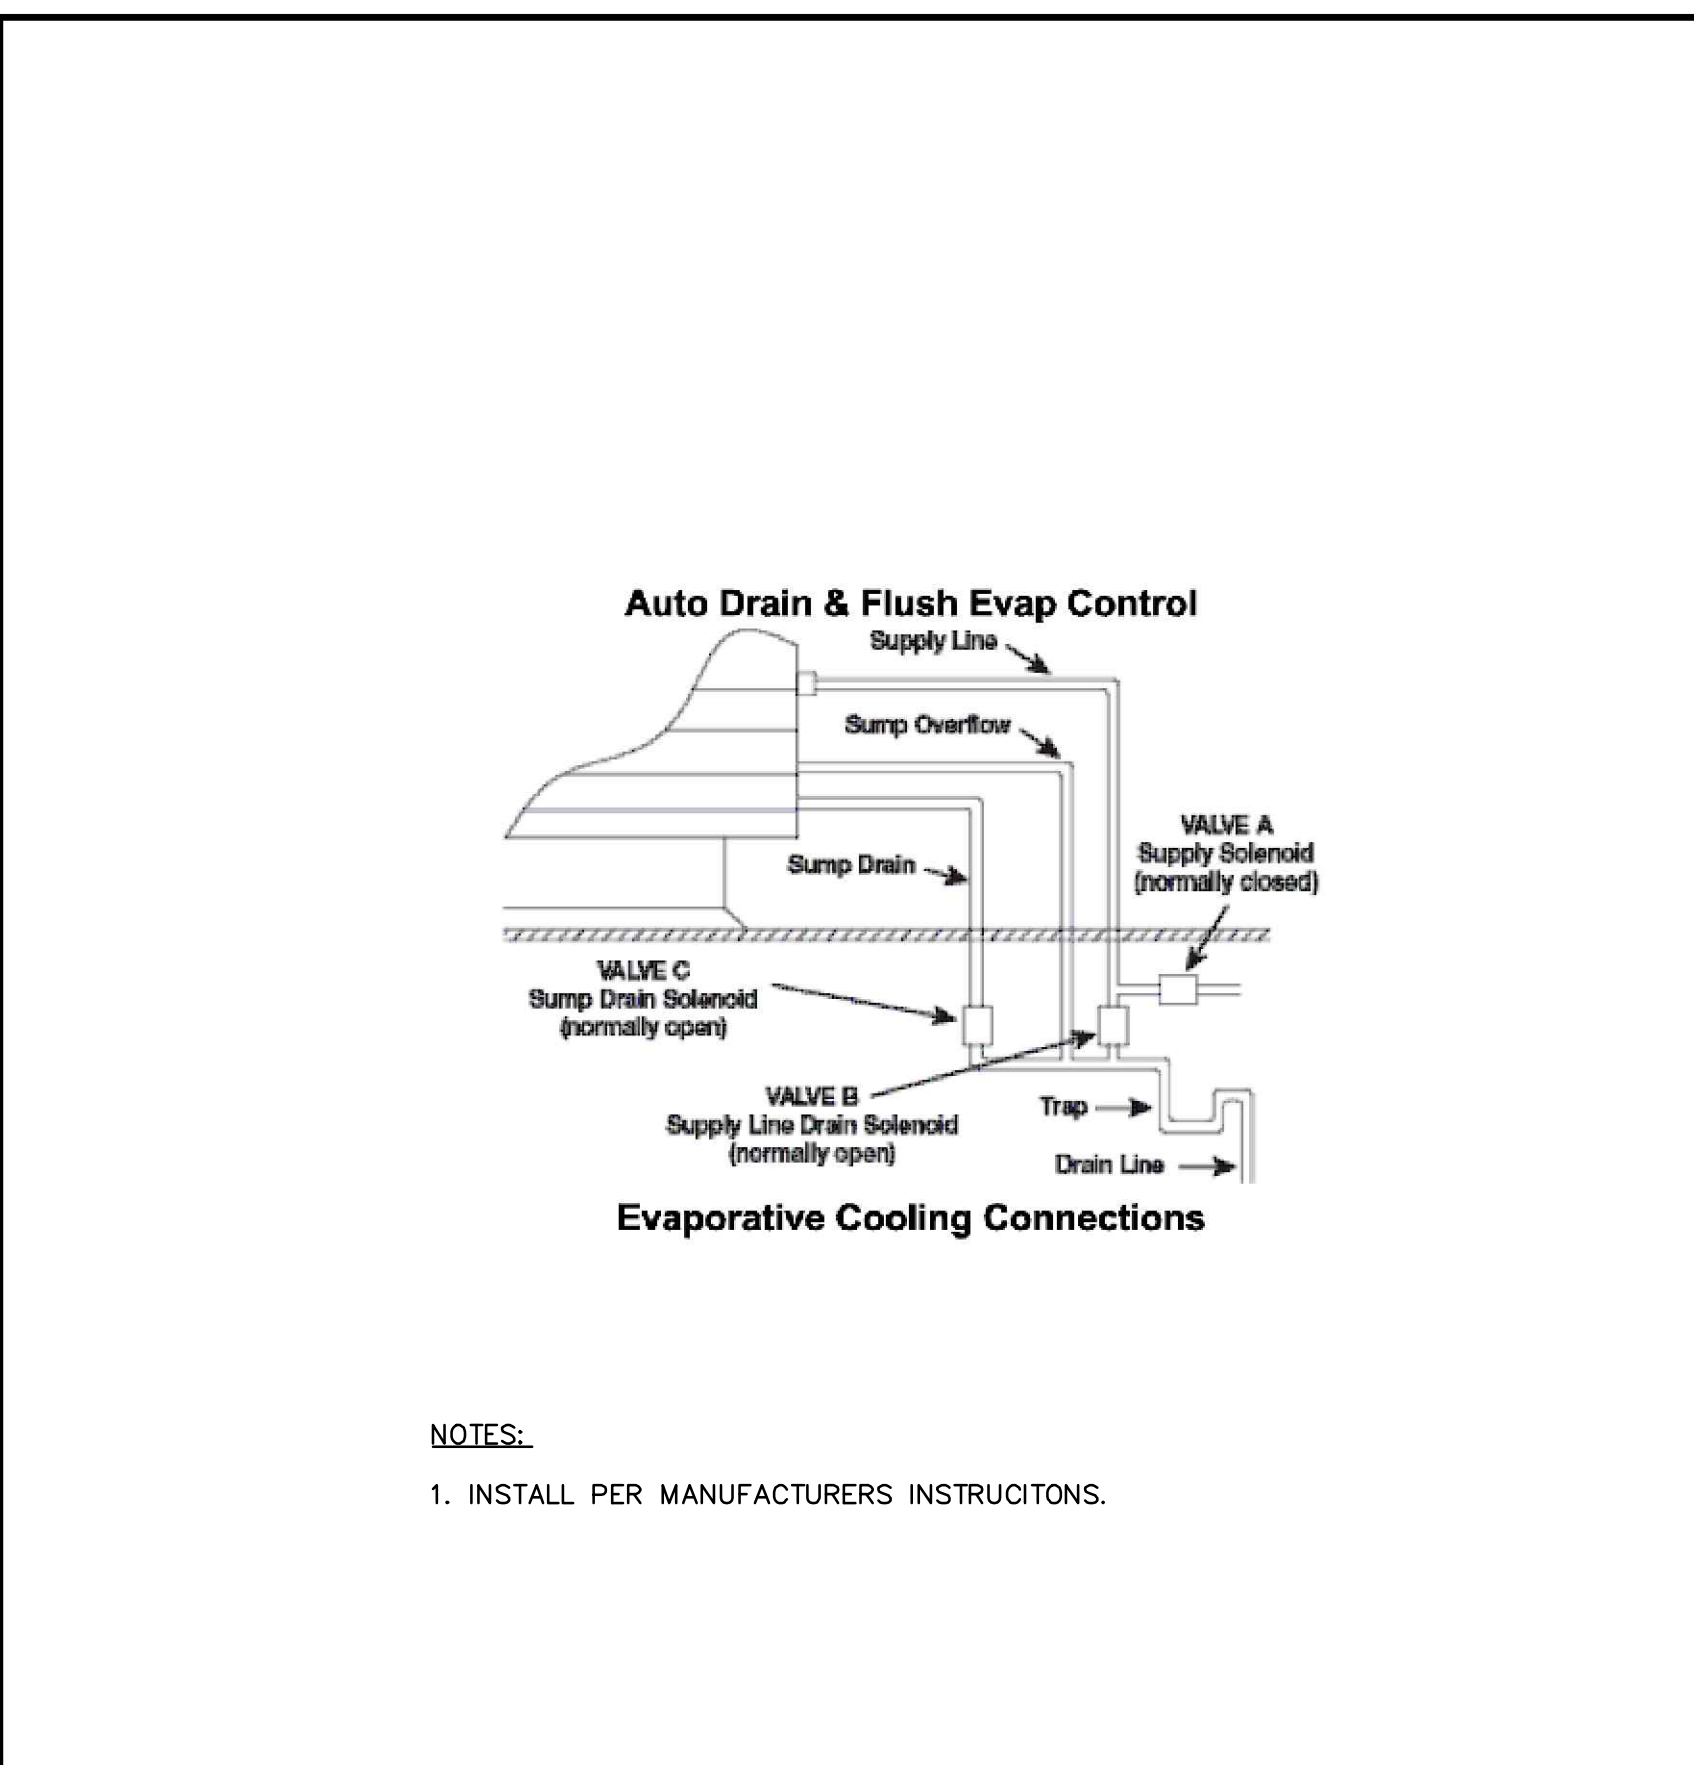 Auto Drain & Flush Evap Control
Supply Line
Sump Overflow
VALVE A
Supply Solenoid
(normally closed)
Sump Drain
VALVE C
Sump Drain Solenoid
(normally open)
VALVE B
Supply Line Drain Solenoid
(normally open)
Trap
Drain Line
Evaporative Cooling Connections
NOTES:
1. INSTALL PER MANUFACTURERS INSTRUCITONS.